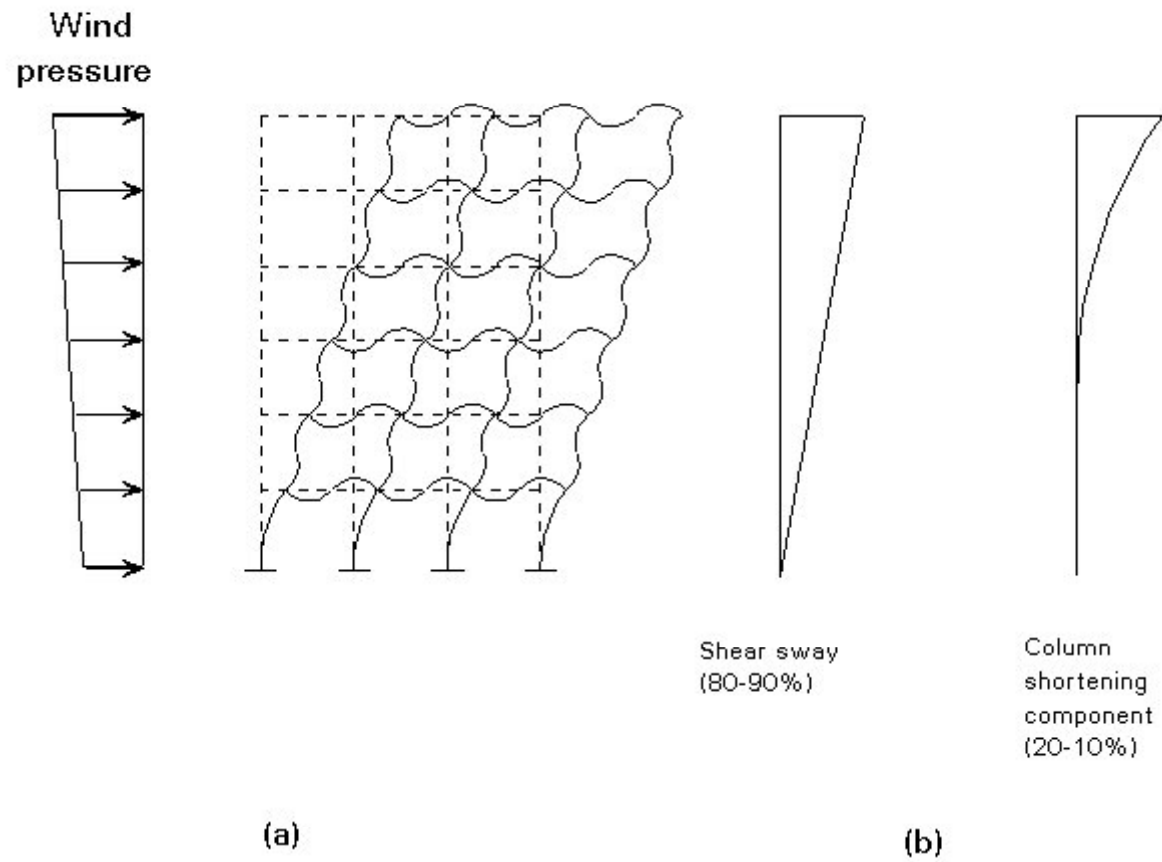 Wind
pressure
Shear sway
(80-90%)
Column
shortening
component
(20-10%)
(a)
(b)